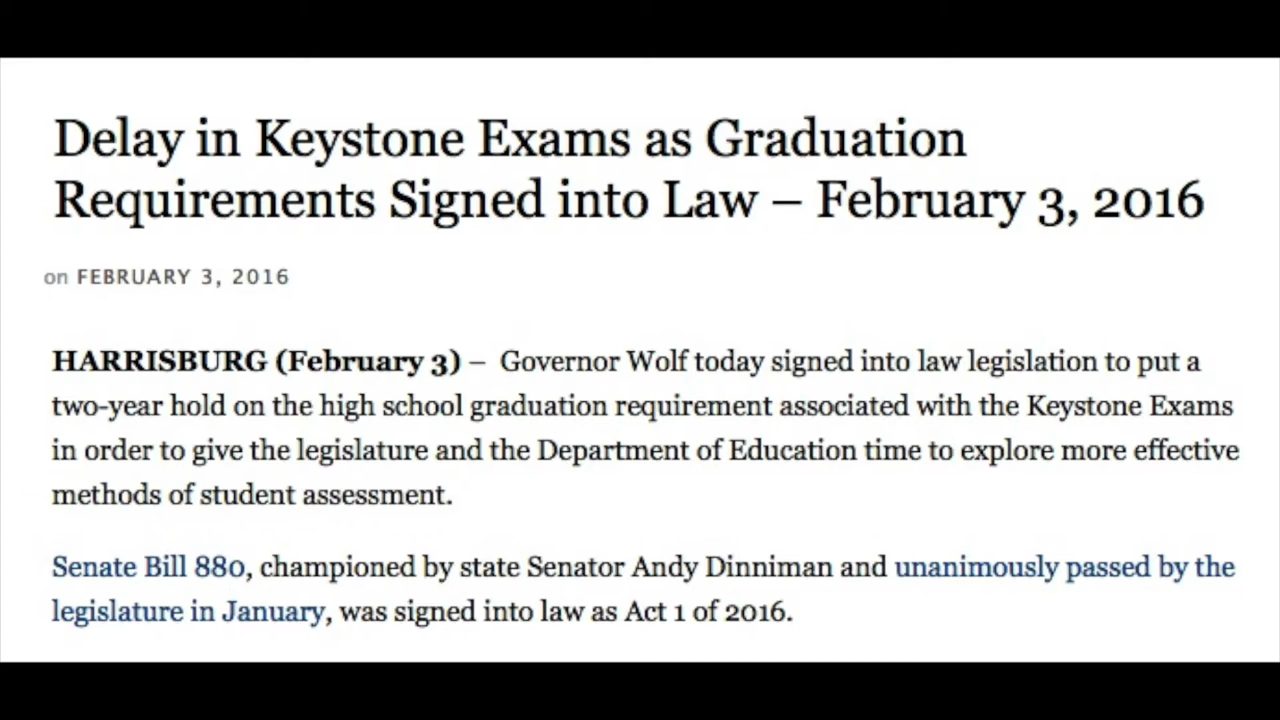 Delay in Keystone Exams as Graduation
Requirements Signed into Law – February 3, 2016
on FEBRUARY 3, 2016
HARRISBURG (February 3) – Governor Wolf today signed into law legislation to put a
two-year hold on the high school graduation requirement associated with the Keystone Exams
in order to give the legislature and the Department of Education time to explore more effective
methods of student assessment.
Senate Bill 880, championed by state Senator Andy Dinniman and unanimously passed by the
legislature in January, was signed into law as Act 1 of 2016.